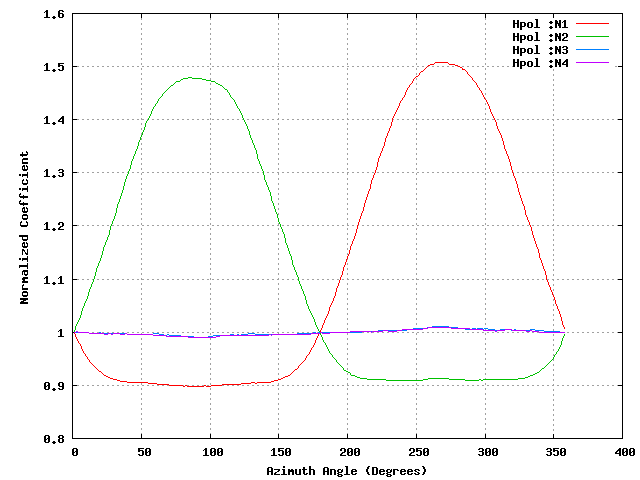 1.6
1.5
1.4
1.3
1.2
1.1
1
0.9
0.8
Normalized Coefficient
Hpol :N1
Hpol :N2
Hpol :N3
Hpol :N4
0 50 100 150 200 250 300 350 400
Azimuth Angle (Degrees)